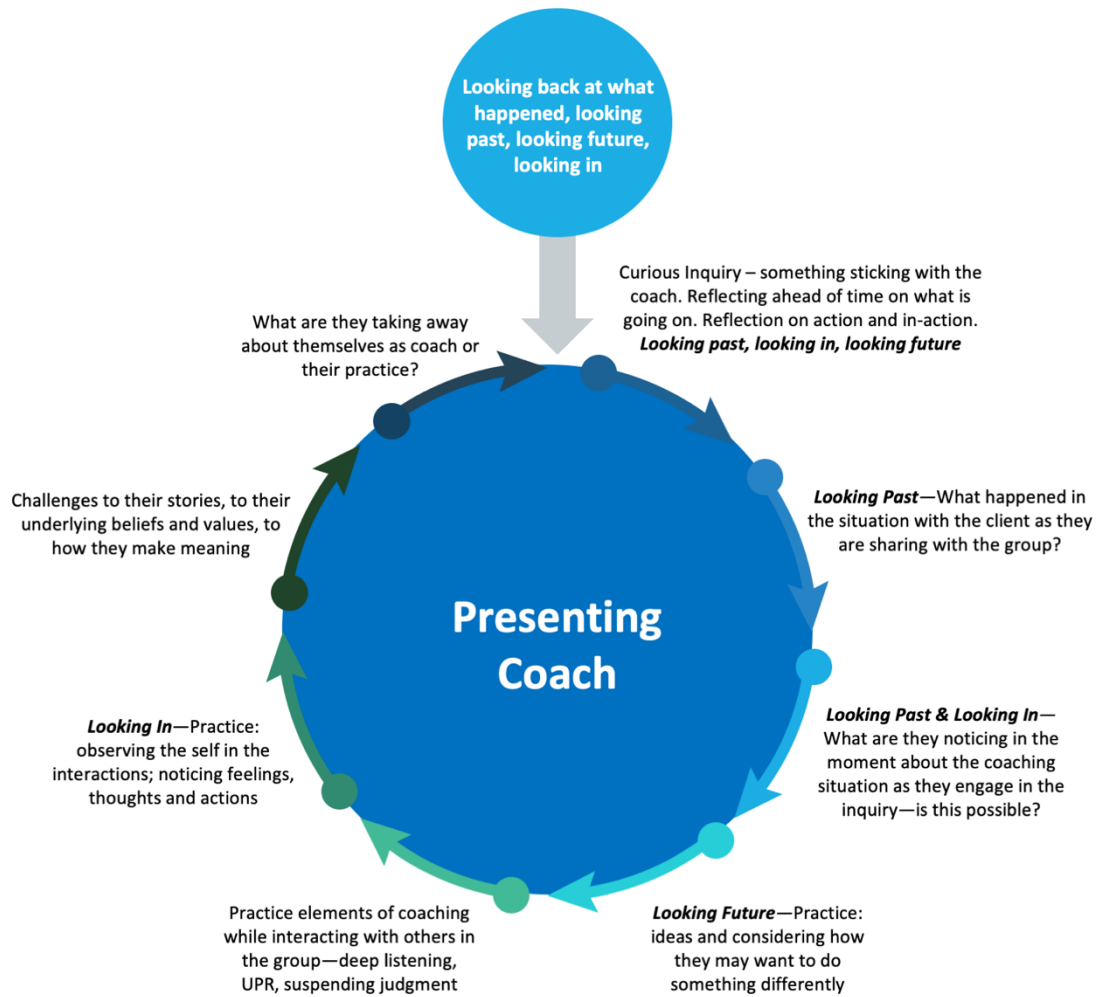 Looking back at what
happened, looking
past, looking future,
looking in
Curious Inquiry – something sticking with the
coach. Reflecting ahead of time on what is
going on. Reflection on action and in-action.
Looking past, looking in, looking future
Looking Past—What happened in
the situation with the client as they
are sharing with the group?
Looking Past & Looking In—
What are they noticing in the
moment about the coaching
situation as they engage in the
inquiry—is this possible?
Looking Future—Practice:
ideas and considering how
they may want to do
something differently
Practice elements of coaching
while interacting with others in
the group—deep listening,
UPR, suspending judgment
Looking In—Practice:
observing the self in the
interactions; noticing feelings,
thoughts and actions
Challenges to their stories, to their
underlying beliefs and values, to
how they make meaning
What are they taking away
about themselves as coach or
their practice?
Presenting
Coach